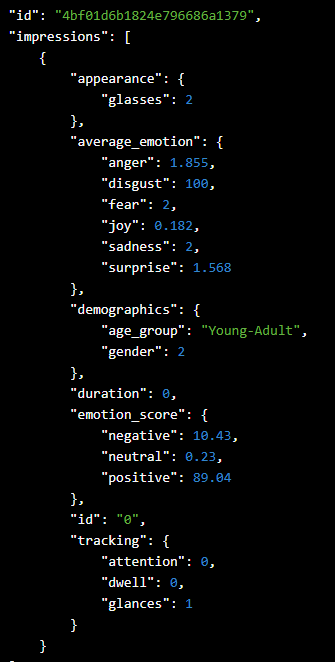 "id": "4bf01d6b1824e796686a1379",
"impressions": [
{
"appearance": {
"glasses": 2
},
"average_emotion": {
"anger": 1.855,
"disgust": 100,
"fear": 2,
"joy": 0.182,
"sadness": 2,
"surprise": 1.568
},
"demographics": {
"age_group": "Young-Adult",
"gender": 2
},
"duration": 0,
"emotion_score": {
"negative": 10.43,
"neutral": 0.23,
"positive": 89.04
},
"id": "0",
"tracking": {
"attention": 0,
"dwell": 0,
"glances": 1
}
}